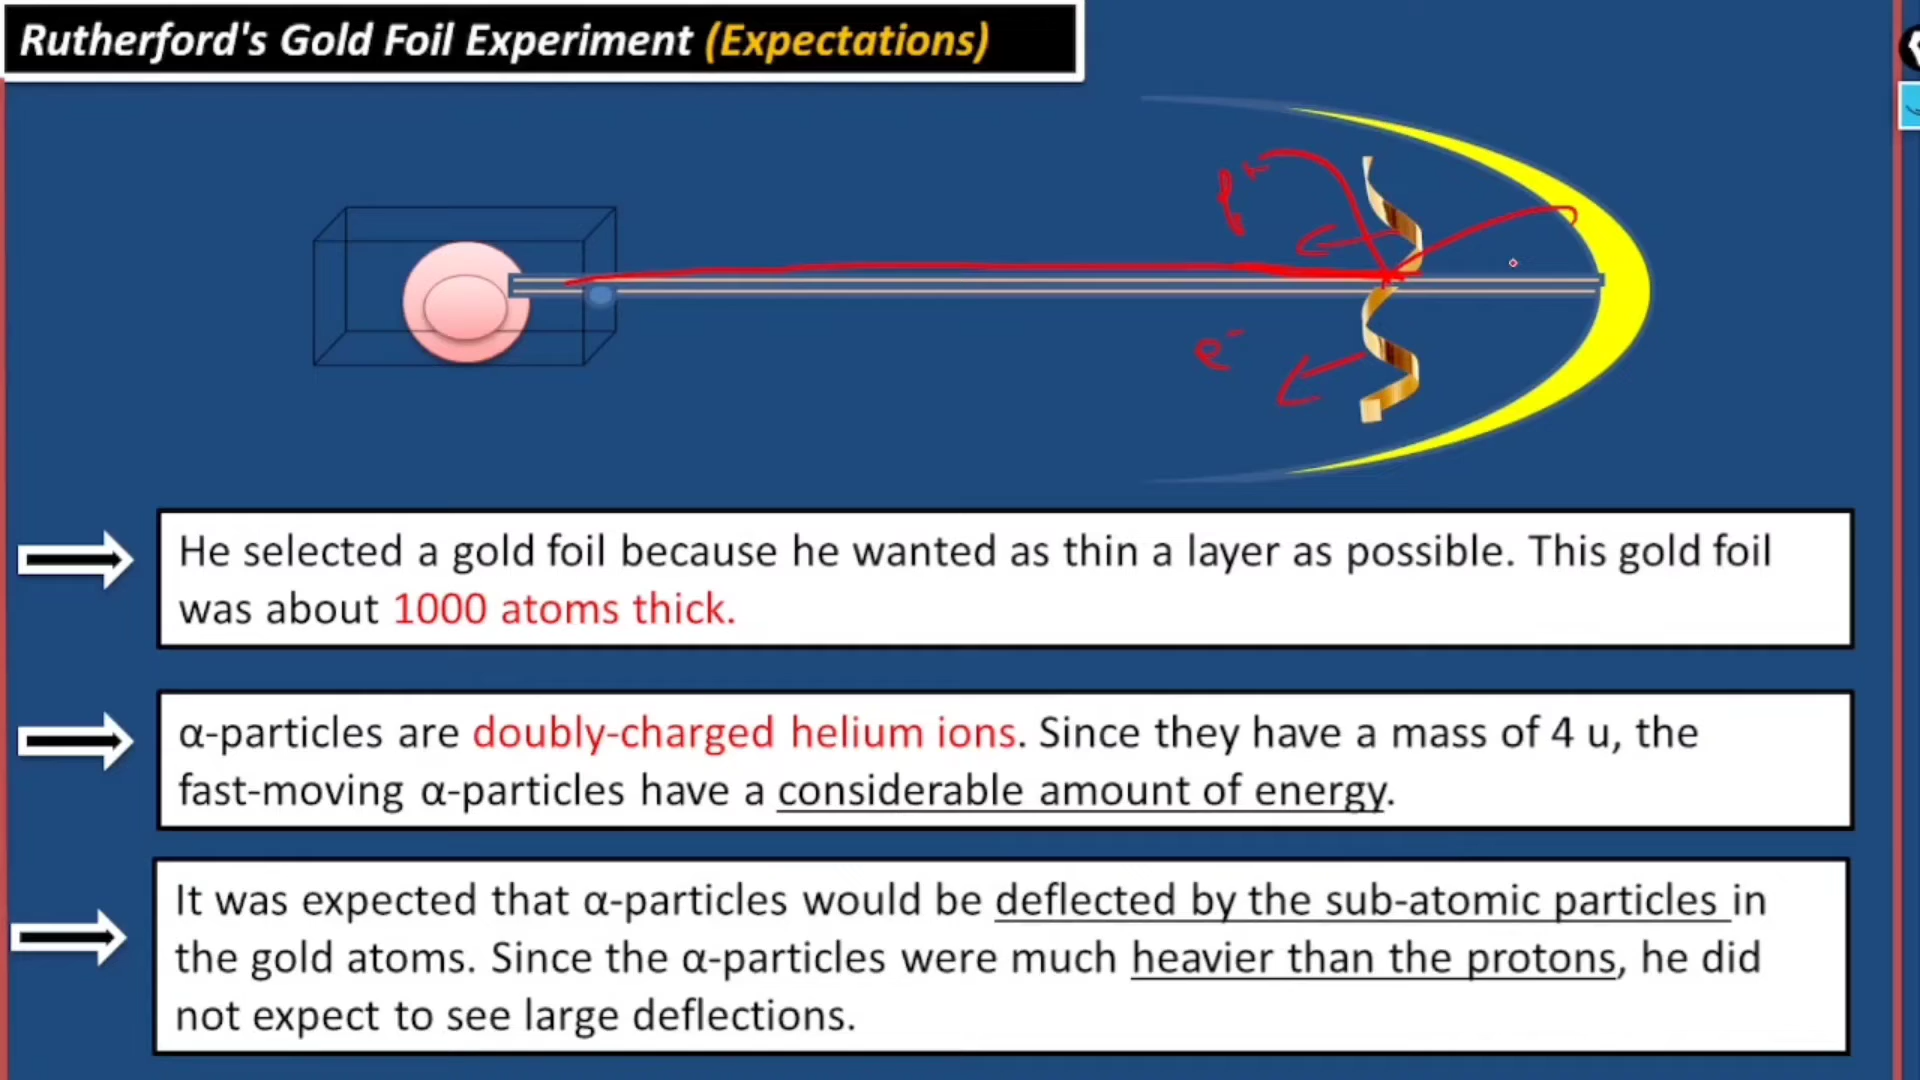 Rutherford's Gold Foil Experiment (Expectations)
e⁻
He selected a gold foil because he wanted as thin a layer as possible. This gold foil
was about 1000 atoms thick.
α-particles are doubly-charged helium ions. Since they have a mass of 4 u, the
fast-moving α-particles have a considerable amount of energy.
It was expected that α-particles would be deflected by the sub-atomic particles in
the gold atoms. Since the α-particles were much heavier than the protons, he did
not expect to see large deflections.